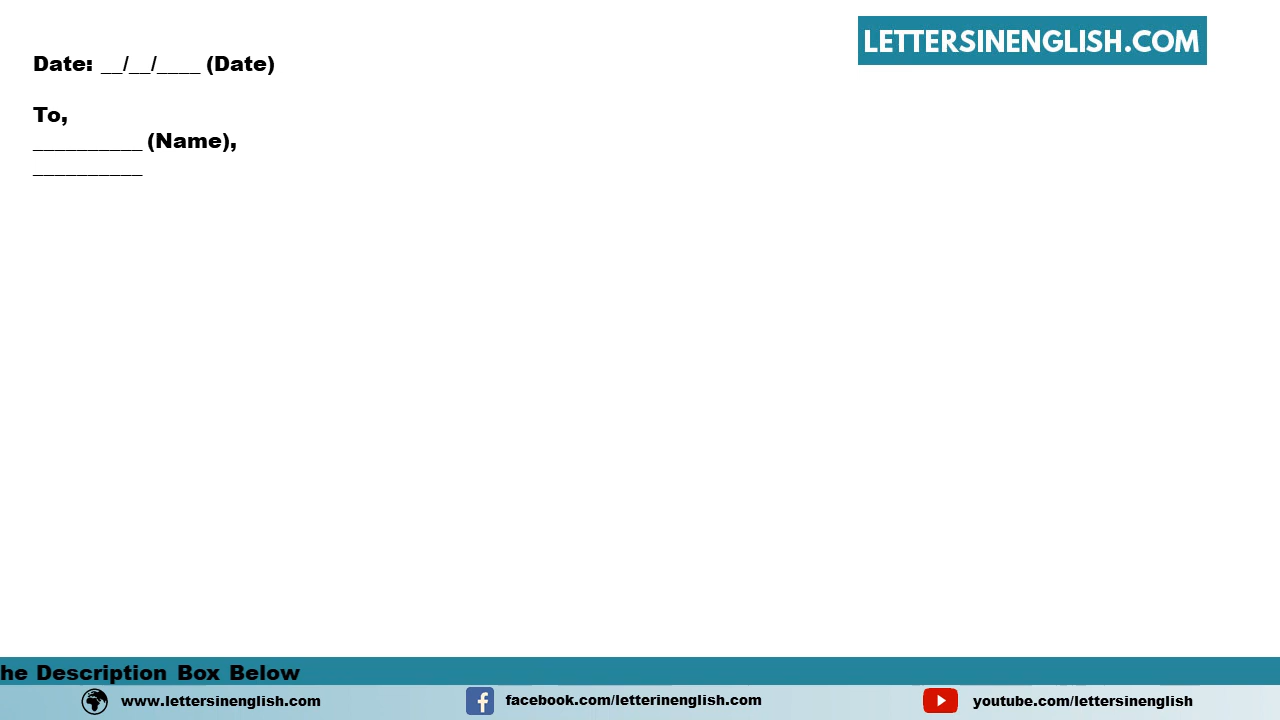 LETTERSINENGLISH.COM
Date: __/__/____ (Date)
To,
__________ (Name),
__________
he Description Box Below
www.lettersinenglish.com
facebook.com/letterinenglish.com
youtube.com/lettersinenglish